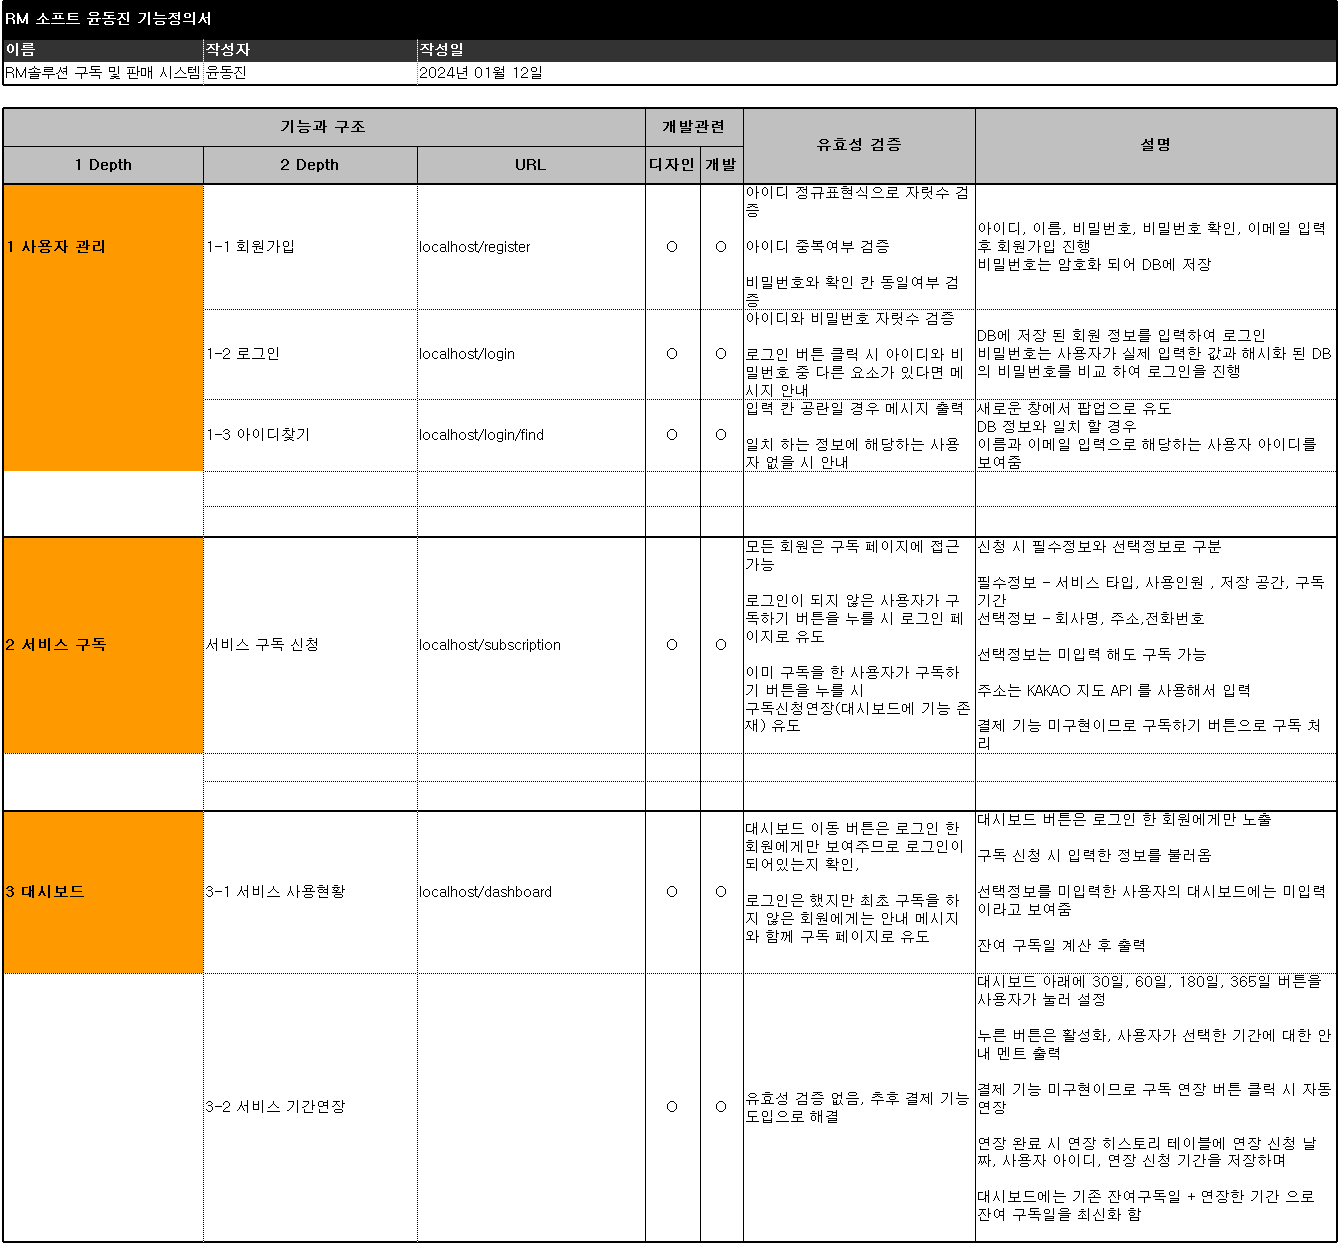 RM 소프트 윤동진 기능정의서
이름 작성자 작성일
RM솔루션 구독 및 판매 시스템 윤동진 2024년 01월 12일
기능과 구조 개발관련 유효성 검증 설명
1 Depth 2 Depth URL 디자인 개발
1 사용자 관리
1-1 회원가입
localhost/register
O O
아이디 정규표현식으로 자릿수 검
증
아이디 중복여부 검증
비밀번호와 확인 칸 동일여부 검
증
아이디, 이름, 비밀번호, 비밀번호 확인, 이메일 입력
후 회원가입 진행
비밀번호는 암호화 되어 DB에 저장
1-2 로그인
localhost/login
O O
아이디와 비밀번호 자릿수 검증
로그인 버튼 클릭 시 아이디와 비
밀번호 중 다른 요소가 있다면 메
시지 안내
DB에 저장 된 회원 정보를 입력하여 로그인
비밀번호는 사용자가 실제 입력한 값과 해시화 된 DB
의 비밀번호를 비교 하여 로그인을 진행
1-3 아이디찾기
localhost/login/find
O O
입력 칸 공란일 경우 메시지 출력
일치 하는 정보에 해당하는 사용
자 없을 시 안내
새로운 창에서 팝업으로 유도
DB 정보와 일치 할 경우
이름과 이메일 입력으로 해당하는 사용자 아이디를
보여줌
2 서비스 구독
서비스 구독 신청
localhost/subscription
O O
모든 회원은 구독 페이지에 접근
가능
로그인이 되지 않은 사용자가 구
독하기 버튼을 누를 시 로그인 페
이지로 유도
이미 구독을 한 사용자가 구독하
기 버튼을 누를 시
구독신청연장(대시보드에 기능 존
재) 유도
신청 시 필수정보와 선택정보로 구분
필수정보 - 서비스 타입, 사용인원 , 저장 공간, 구독
기간
선택정보 - 회사명, 주소,전화번호
선택정보는 미입력 해도 구독 가능
주소는 KAKAO 지도 API 를 사용해서 입력
결제 기능 미구현이므로 구독하기 버튼으로 구독 처
리
3 대시보드
3-1 서비스 사용현황
localhost/dashboard
O O
대시보드 이동 버튼은 로그인 한
회원에게만 보여주므로 로그인이
되어있는지 확인,
로그인은 했지만 최초 구독을 하
지 않은 회원에게는 안내 메시지
와 함께 구독 페이지로 유도
대시보드 버튼은 로그인 한 회원에게만 노출
구독 신청 시 입력한 정보를 불러옴
선택정보를 미입력한 사용자의 대시보드에는 미입력
이라고 보여줌
잔여 구독일 계산 후 출력
3-2 서비스 기간연장
O O
유효성 검증 없음, 추후 결제 기능
도입으로 해결
대시보드 아래에 30일, 60일, 180일, 365일 버튼을
사용자가 눌러 설정
누른 버튼은 활성화, 사용자가 선택한 기간에 대한 안
내 멘트 출력
결제 기능 미구현이므로 구독 연장 버튼 클릭 시 자동
연장
연장 완료 시 연장 히스토리 테이블에 연장 신청 날
짜, 사용자 아이디, 연장 신청 기간을 저장하며
대시보드에는 기존 잔여구독일 + 연장한 기간 으로
잔여 구독일을 최신화 함